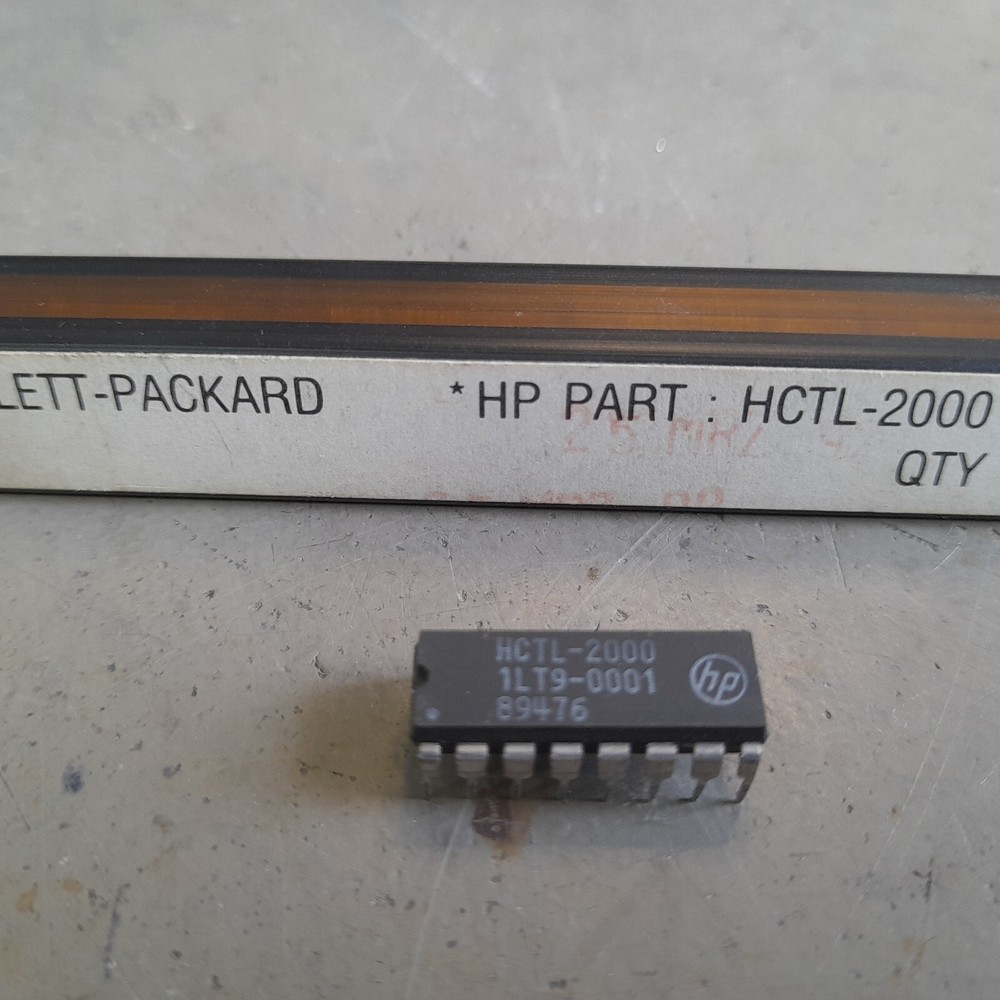 LETT-PACKARD * HP PART : HCTL-2000
QTY
HCTL-2000
1LT9-0001
89476
hp